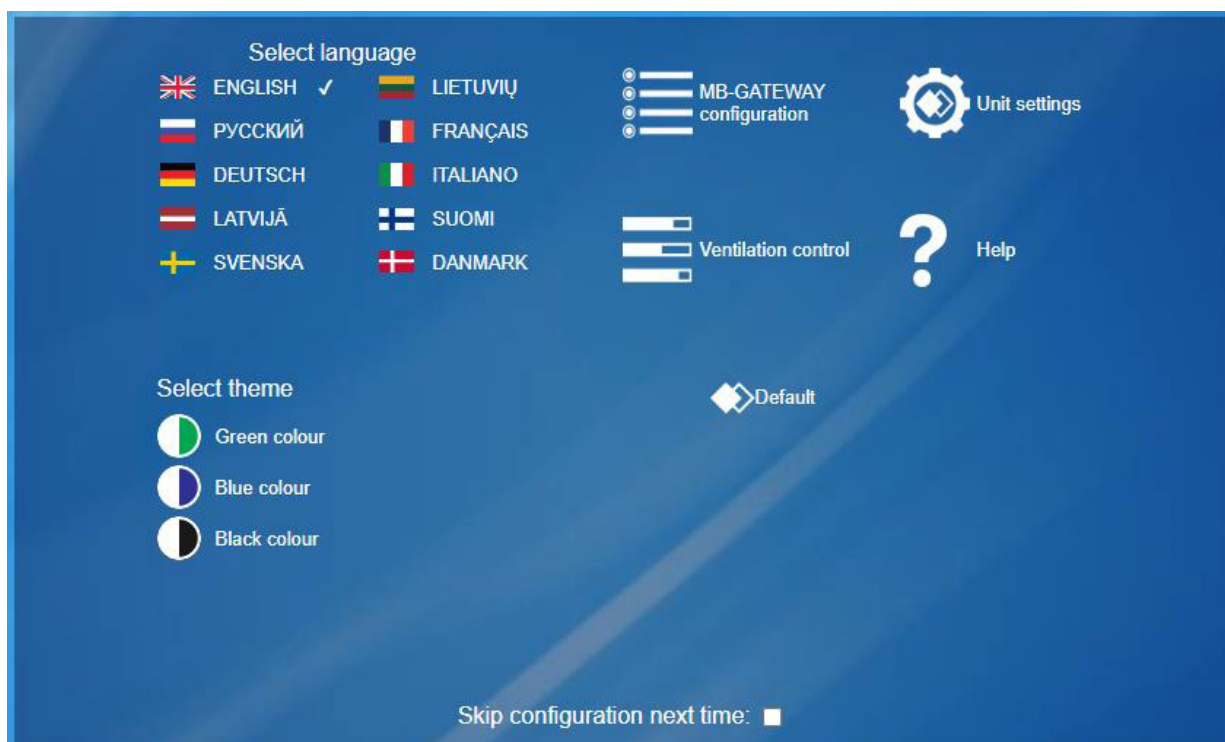 Select language
ENGLISH ✓
LIETUVIŲ
РУССКИЙ
FRANÇAIS
DEUTSCH
ITALIANO
LATVIJĀ
SUOMI
SVENSKA
DANMARK
MB-GATEWAY
configuration
Unit settings
Ventilation control
Help
Select theme
Green colour
Blue colour
Black colour
Default
Skip configuration next time: